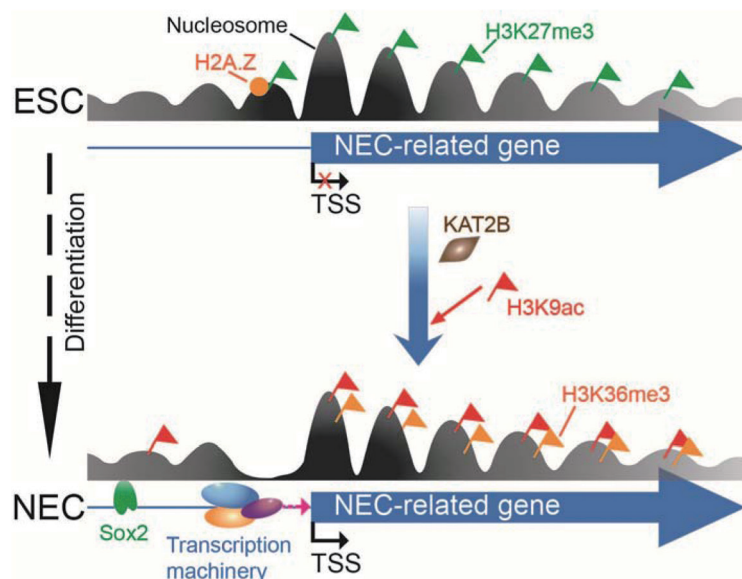 Nucleosome
H3K27me3
H2A.Z
ESC
NEC-related gene
TSS
Differentiation
KAT2B
H3K9ac
H3K36me3
NEC
NEC-related gene
Sox2
Transcription
machinery
TSS